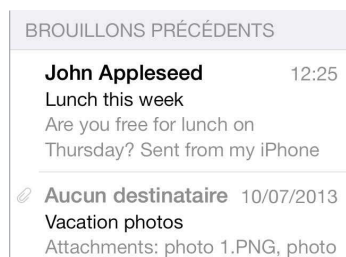 BROUILLONS PRÉCÉDENTS
John Appleseed 12:25
Lunch this week
Are you free for lunch on
Thursday? Sent from my iPhone
Aucun destinataire 10/07/2013
Vacation photos
Attachments: photo 1.PNG, photo